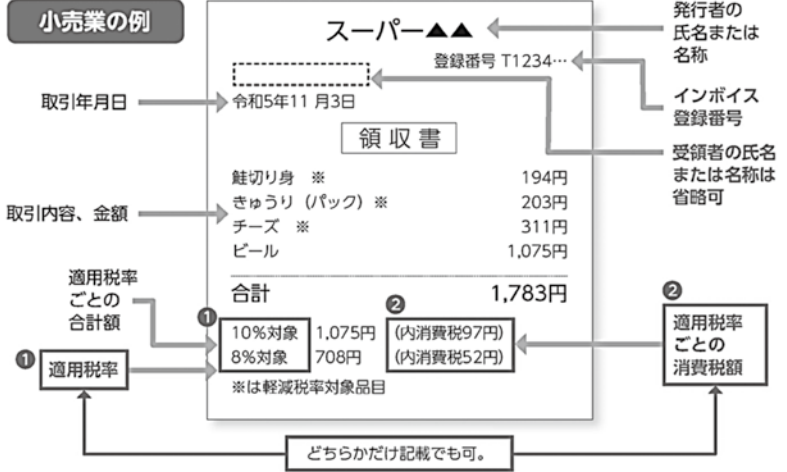 小売業の例
スーパー▲▲
発行者の
氏名または
名称
登録番号 T1234…
インボイス
登録番号
取引年月日
令和5年11月3日
受領者の氏名
または名称は
省略可
領収書
取引内容、金額
鮭切り身 ※ 194円
きゅうり（パック）※ 203円
チーズ ※ 311円
ビール 1,075円
合計 1,783円
適用税率
ごとの
合計額
❶
❶
適用税率
10%対象 1,075円
8%対象 708円
❷
(内消費税97円)
(内消費税52円)
❷
適用税率
ごとの
消費税額
※は軽減税率対象品目
どちらかだけ記載でも可。